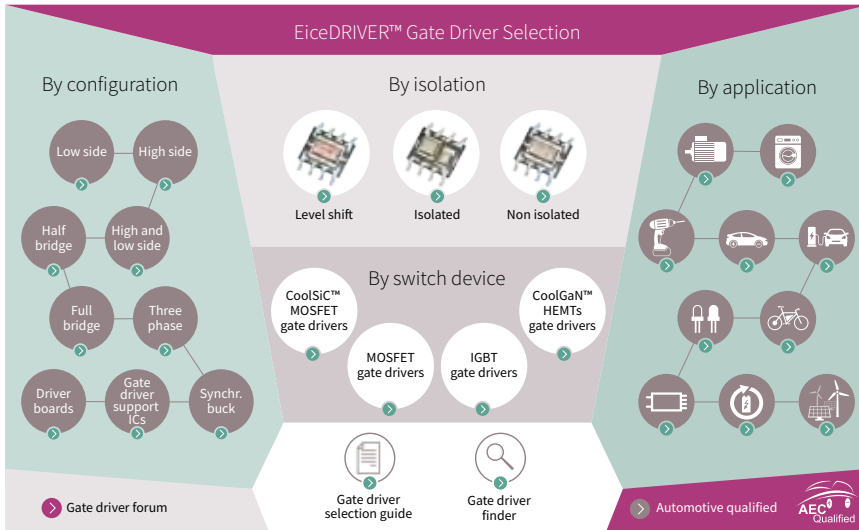 EiceDRIVER™ Gate Driver Selection
By configuration
Low side
High side
Half
bridge
High and
low side
Full
bridge
Three
phase
Driver
boards
Gate
driver
support
ICs
Synchr.
buck
By isolation
Level shift
Isolated
Non isolated
By switch device
CoolSiC™
MOSFET
gate drivers
MOSFET
gate drivers
IGBT
gate drivers
CoolGaN™
HEMTs
gate drivers
By application
Gate driver
selection guide
Gate driver
finder
Gate driver forum
Automotive qualified
AEC
Qualified